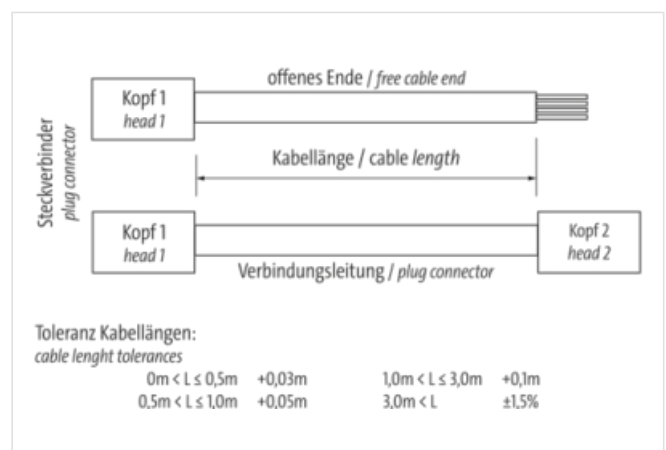 offenes Ende / free cable end
Kopf 1
head 1
Steckverbinder
plug connector
Kabellänge / cable length
Kopf 1
head 1
Kopf 2
head 2
Verbindungsleitung / plug connector
Toleranz Kabellängen:
cable lenght tolerances
0m < L ≤ 0,5m +0,03m 1,0m < L ≤ 3,0m +0,1m
0.5m < L ≤ 1,0m +0.05m 3.0m < L ±1.5%